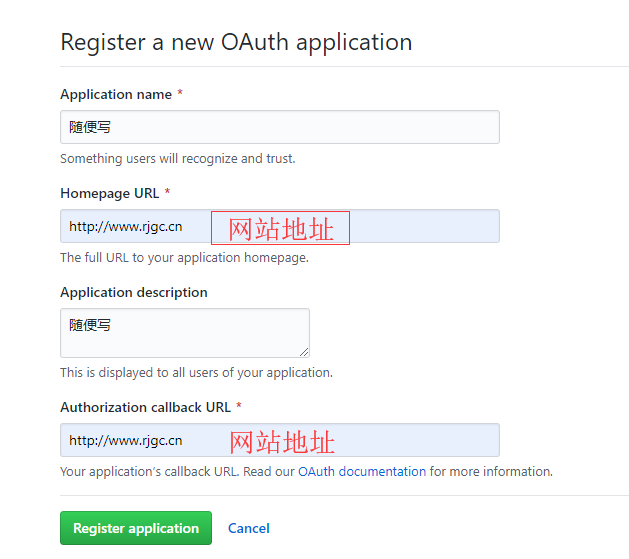 Register a new OAuth application
Application name *
随便写
Something users will recognize and trust.
Homepage URL *
http://www.rjgc.cn 网站地址
The full URL to your application homepage.
Application description
随便写
This is displayed to all users of your application.
Authorization callback URL *
http://www.rjgc.cn 网站地址
Your application's callback URL. Read our OAuth documentation for more information.
Register application Cancel